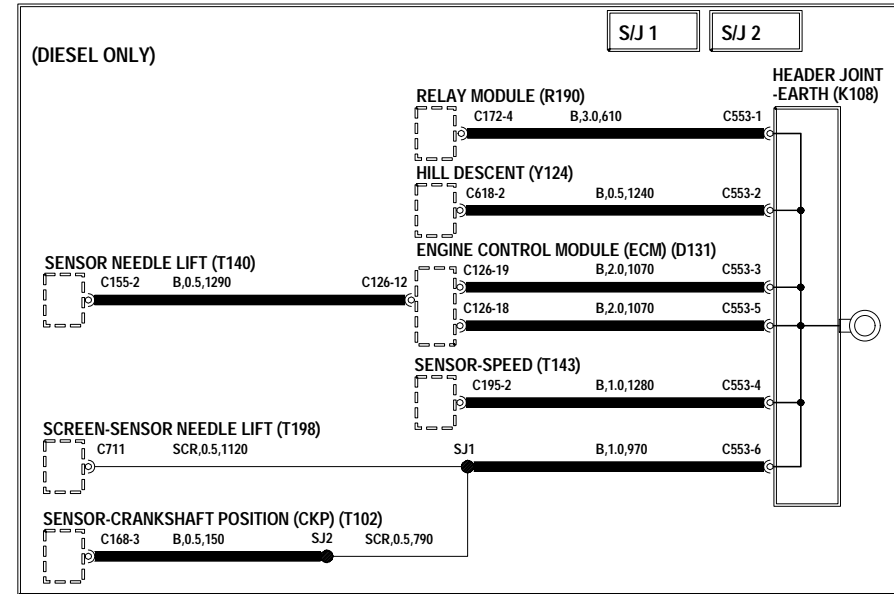 S/J 1 S/J 2
(DIESEL ONLY)
HEADER JOINT
-EARTH (K108)
RELAY MODULE (R190)
C172-4 B,3.0,610 C553-1
HILL DESCENT (Y124)
C618-2 B,0.5,1240 C553-2
ENGINE CONTROL MODULE (ECM) (D131)
SENSOR NEEDLE LIFT (T140)
C126-19 B,2.0,1070 C553-3
C155-2 B,0.5,1290 C126-12
C126-18 B,2.0,1070 C553-5
SENSOR-SPEED (T143)
C195-2 B,1.0,1280 C553-4
SCREEN-SENSOR NEEDLE LIFT (T198)
C711 SCR,0.5,1120 SJ1 B,1.0,970 C553-6
SENSOR-CRANKSHAFT POSITION (CKP) (T102)
C168-3 B,0.5,150 SJ2 SCR,0.5,790